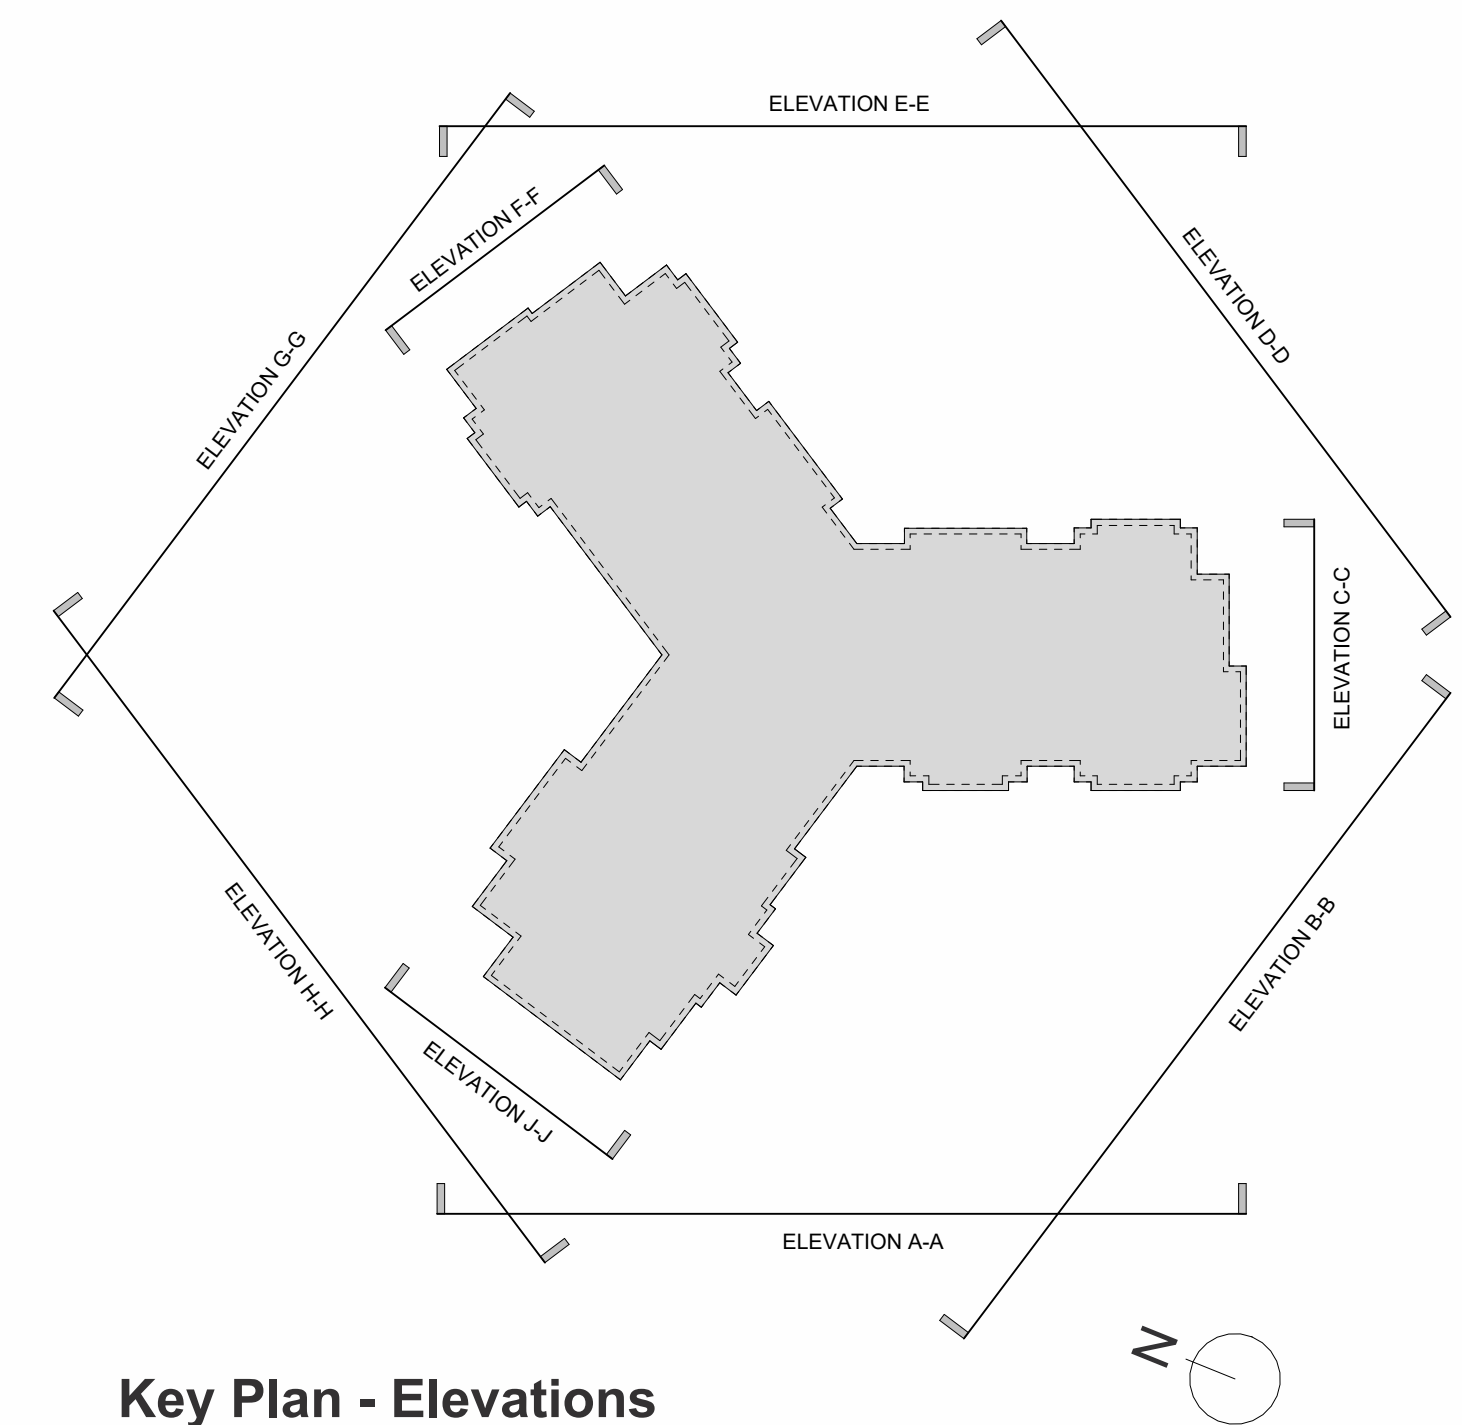 ELEVATION E-E
ELEVATION F-F
ELEVATION D-D
ELEVATION G-G
ELEVATION C-C
ELEVATION H-H
ELEVATION B-B
ELEVATION J-J
ELEVATION A-A
N
Key Plan - Elevations